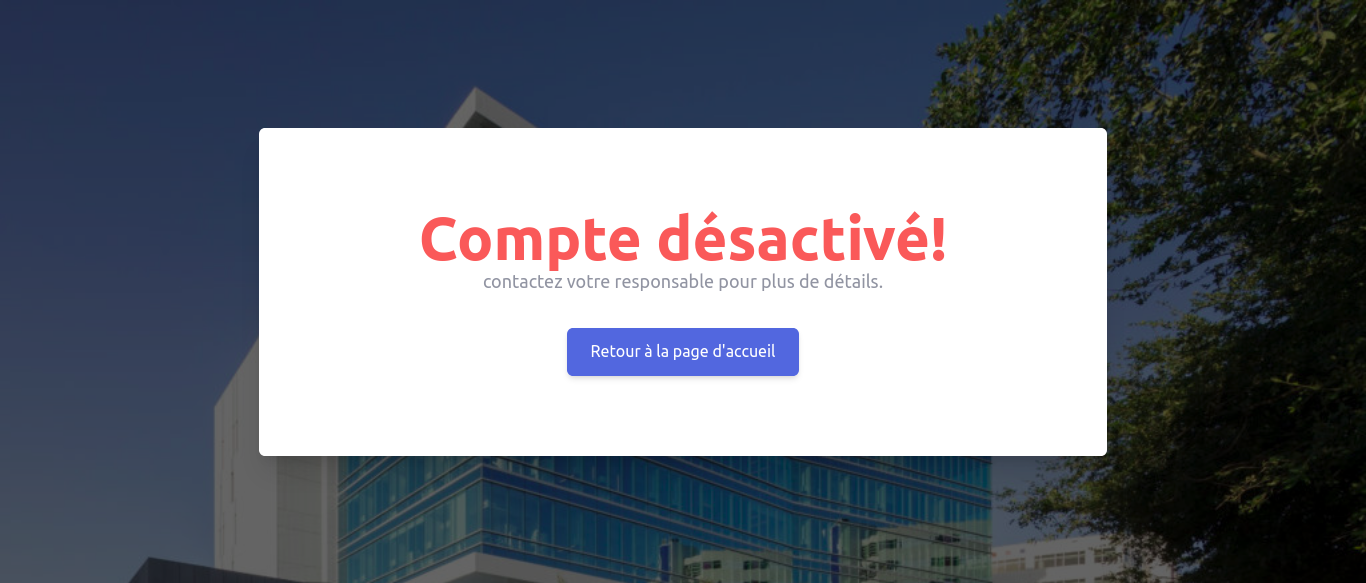 Compte désactivé!
contactez votre responsable pour plus de détails.
Retour à la page d'accueil